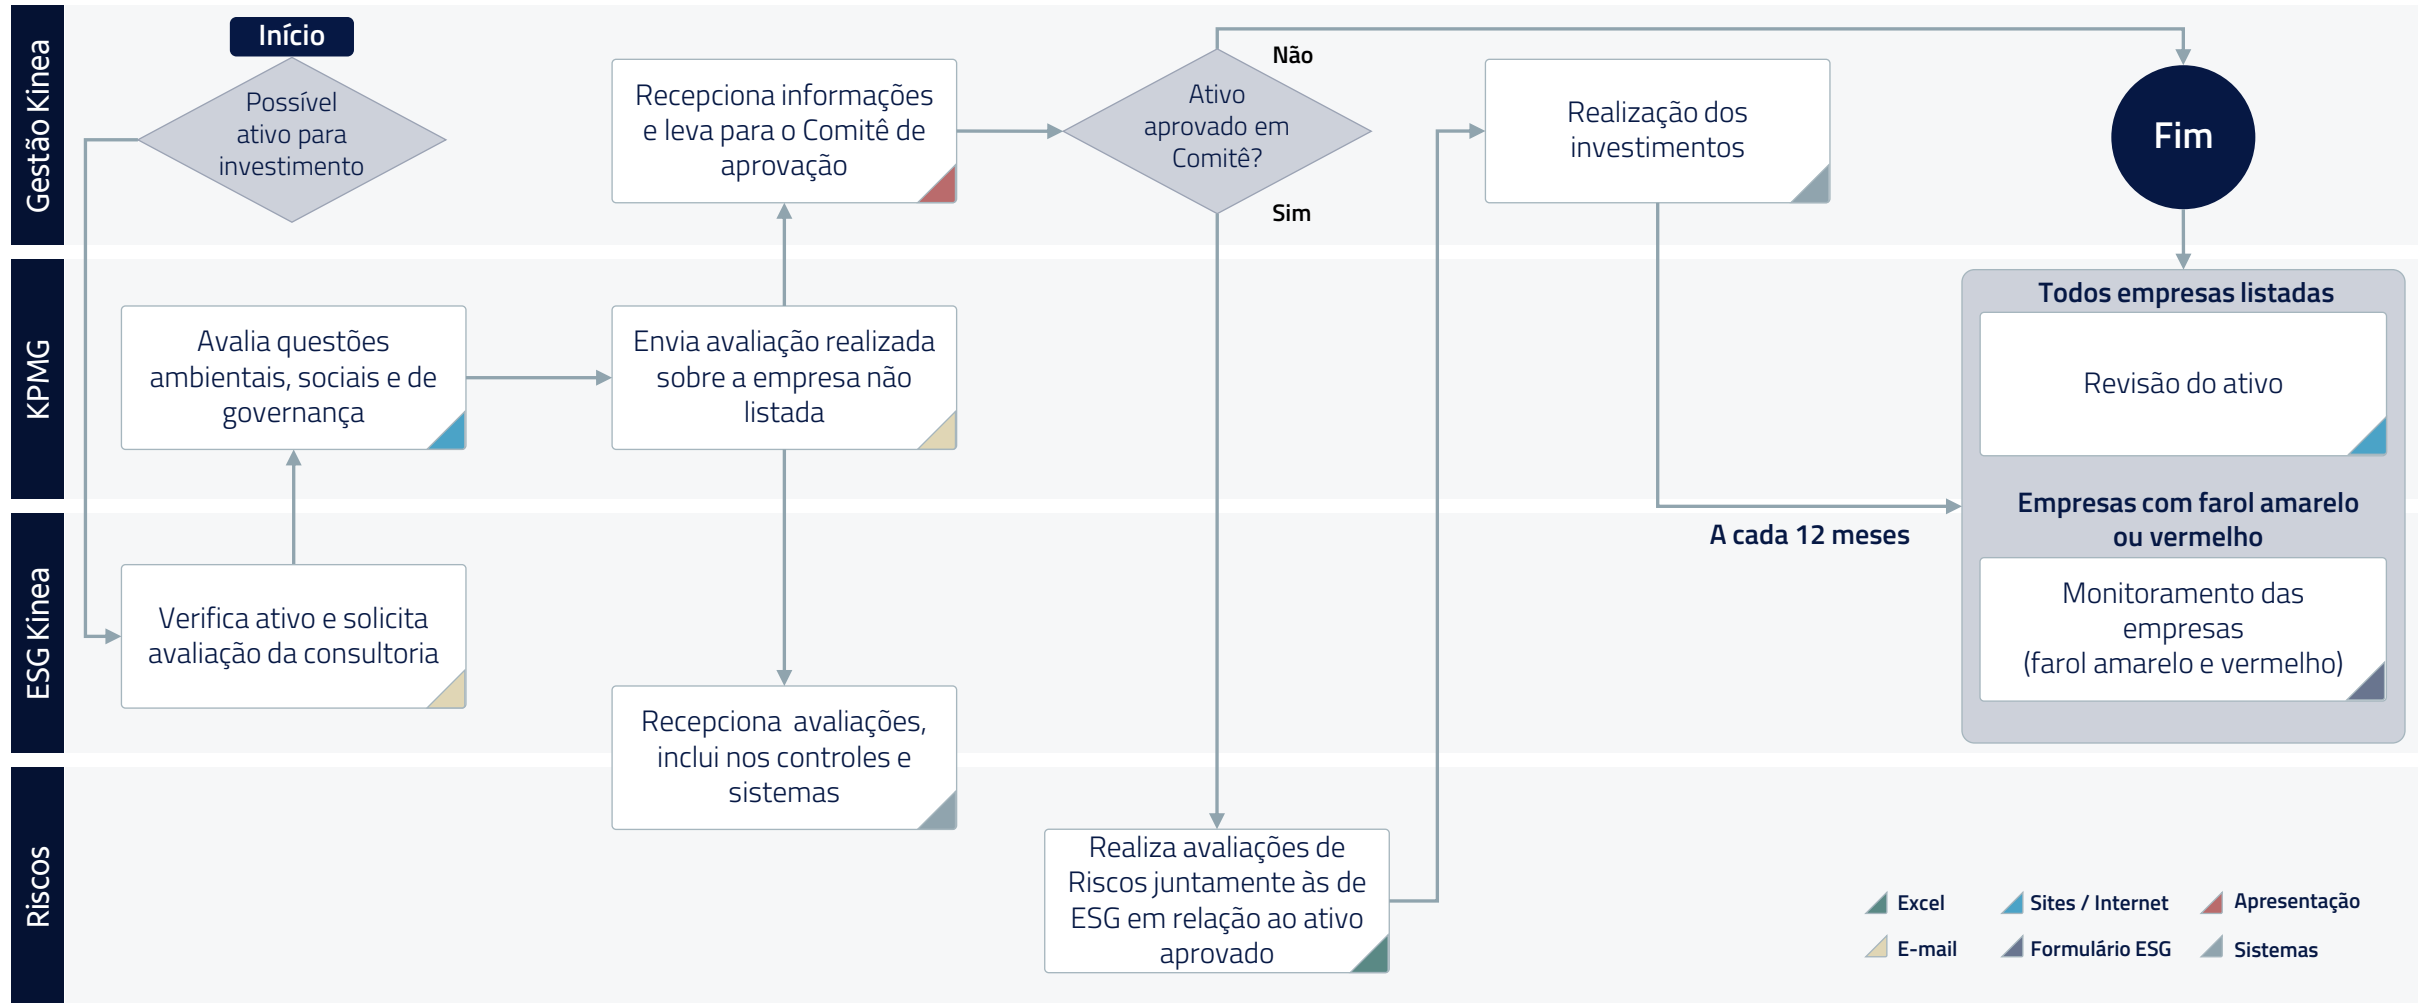 Gestão Kinea
Início
Possível
ativo para
investimento
Recepciona informações
e leva para o Comitê de
aprovação
Ativo
aprovado em
Comitê?
Não
Sim
Realização dos
investimentos
Fim
KPMG
Avalia questões
ambientais, sociais e de
governança
Envia avaliação realizada
sobre a empresa não
listada
Todos empresas listadas
Revisão do ativo
Empresas com farol amarelo
ou vermelho
Monitoramento das
empresas
(farol amarelo e vermelho)
A cada 12 meses
ESG Kinea
Verifica ativo e solicita
avaliação da consultoria
Recepciona avaliações,
inclui nos controles e
sistemas
Riscos
Realiza avaliações de
Riscos juntamente às de
ESG em relação ao ativo
aprovado
Excel
Sites / Internet
Apresentação
E-mail
Formulário ESG
Sistemas